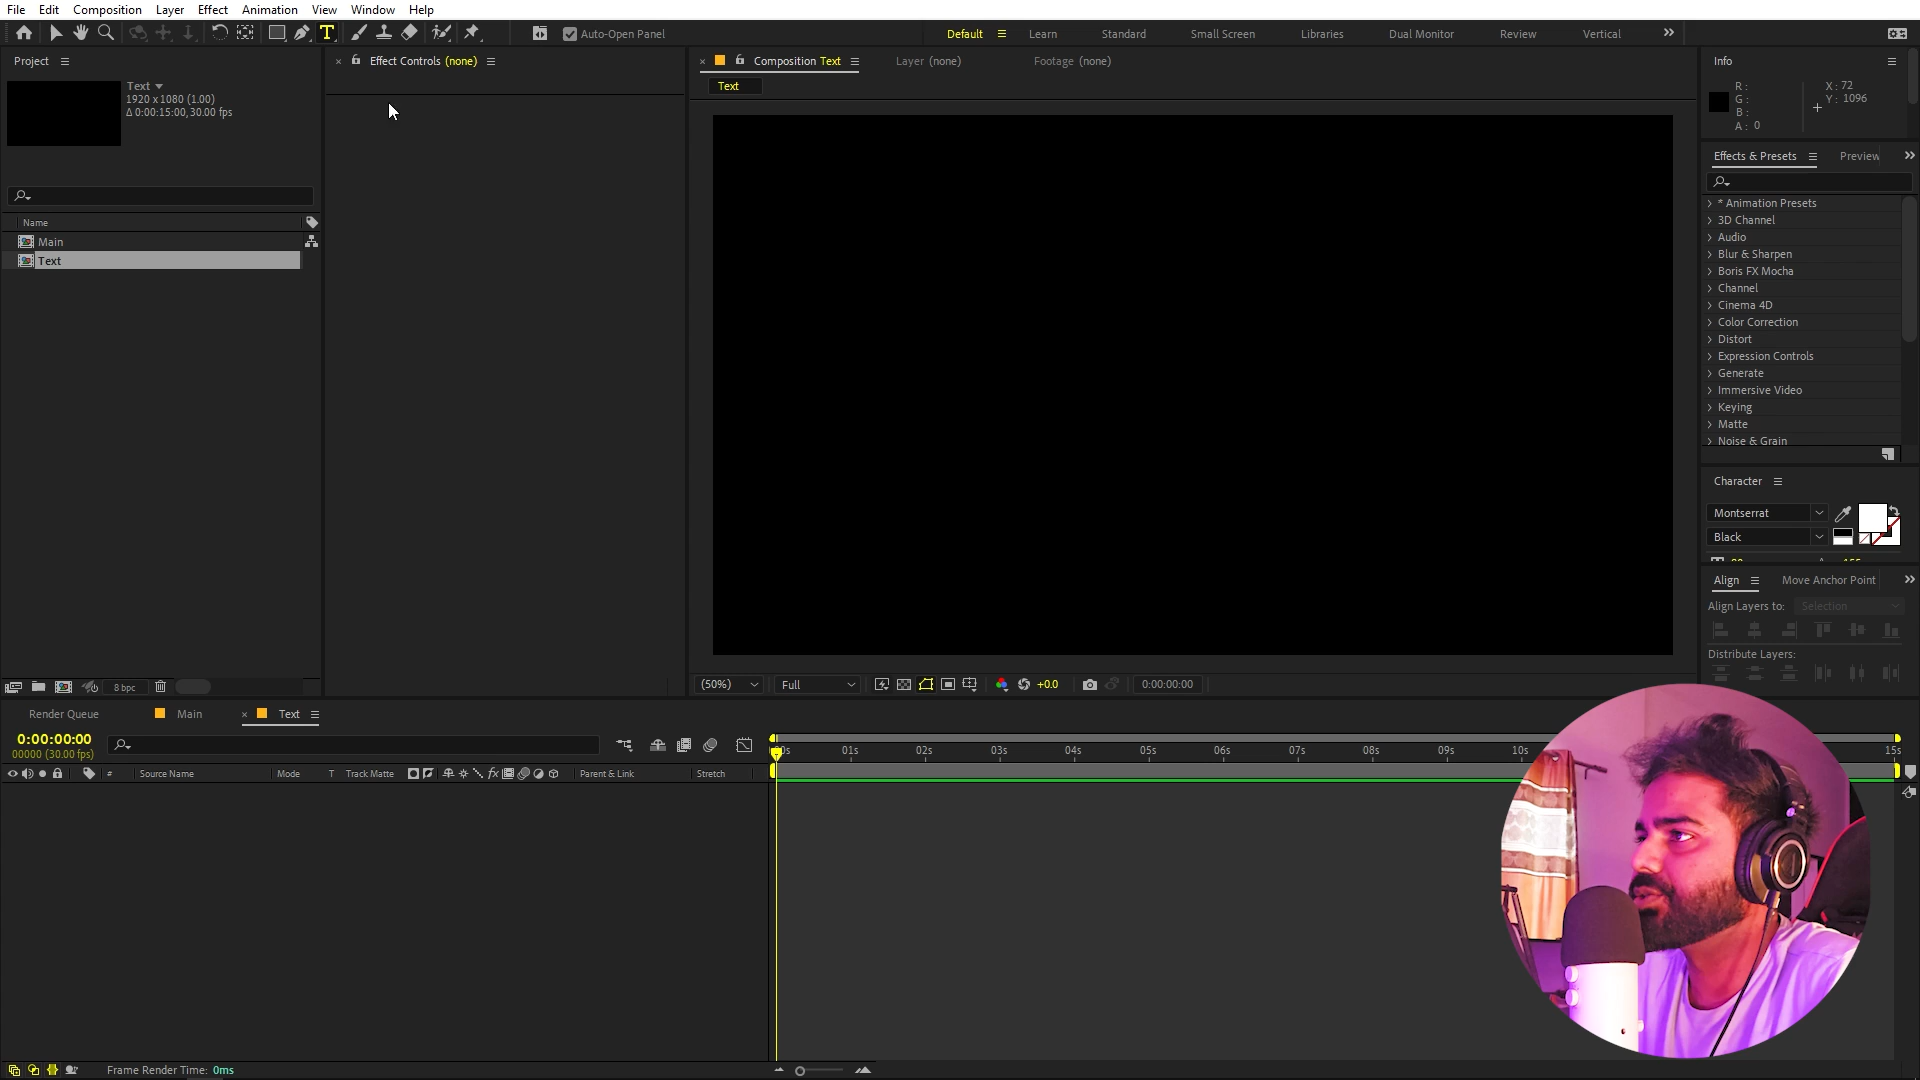 File Edit Composition Layer Effect Animation View Window Help
Auto-Open Panel
Default Learn Standard Small Screen Libraries Dual Monitor Review Vertical
Project
Text
1920 x 1080 (1.00)
Δ 0:00:15:00, 30.00 fps
Name
Main
Text
8 bpc
Effect Controls (none)
Composition Text
Layer (none)
Footage (none)
Text
(50%)
Full
+0.0
0:00:00:00
Info
R :
G :
B :
A : 0
X : 72
Y : 1096
Effects & Presets
Preview
* Animation Presets
3D Channel
Audio
Blur & Sharpen
Boris FX Mocha
Channel
Cinema 4D
Color Correction
Distort
Expression Controls
Generate
Immersive Video
Keying
Matte
Noise & Grain
Character
Montserrat
Black
Align
Move Anchor Point
Align Layers to: Selection
Distribute Layers:
Render Queue
Main
Text
0:00:00:00
00000 (30.00 fps)
# Source Name Mode T Track Matte Parent & Link Stretch
01s 02s 03s 04s 05s 06s 07s 08s 09s 10s 15s
Frame Render Time: 0ms